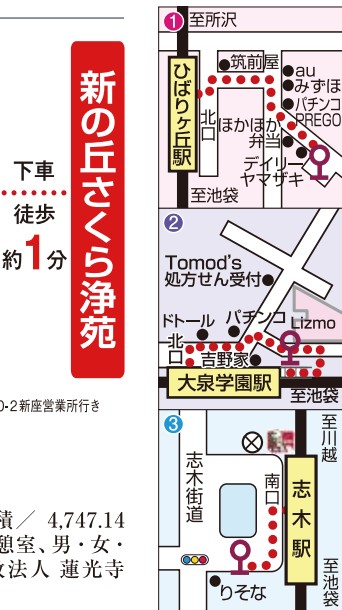 下車
徒歩
約1分
新の丘さくら浄苑
0-2新座営業所行き
積／ 4,747.14
憩室、男・女・
法人 蓮光寺
1 至所沢
筑前屋
au
みずほ
パチンコ
PREGO
ひばりヶ丘駅
北口
ほかほか
弁当
デイリー
ヤマザキ
至池袋
2
Tomod's
処方せん受付
ドトール
パチンコ
Lizmo
北口
吉野家
大泉学園駅
至池袋
3
至川越
志木街道
南口
志木駅
りそな
至池袋